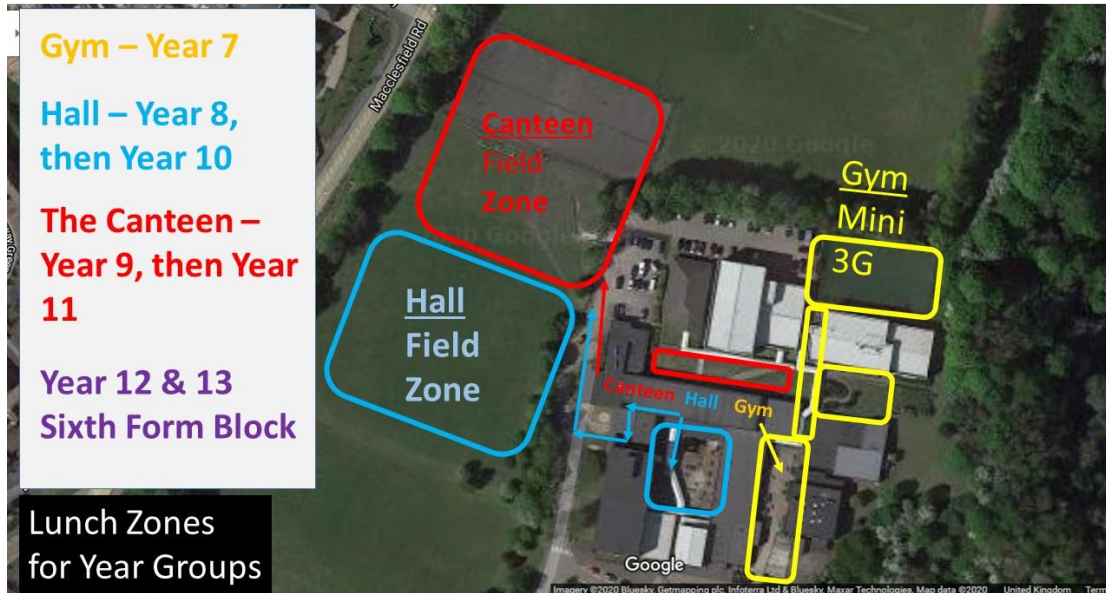 Gym – Year 7
Hall – Year 8,
then Year 10
The Canteen –
Year 9, then Year
11
Year 12 & 13
Sixth Form Block
Lunch Zones
for Year Groups
Macclesfield Rd
Canteen
Field
Zone
Hall
Field
Zone
Gym
Mini
3G
© 2020 Google
Canteen
Hall
Gym
Google
Imagery ©2020 Bluesky, Getmapping plc, Infoterra Ltd & Bluesky, Maxar Technologies, Map data ©2020 United Kingdom Term